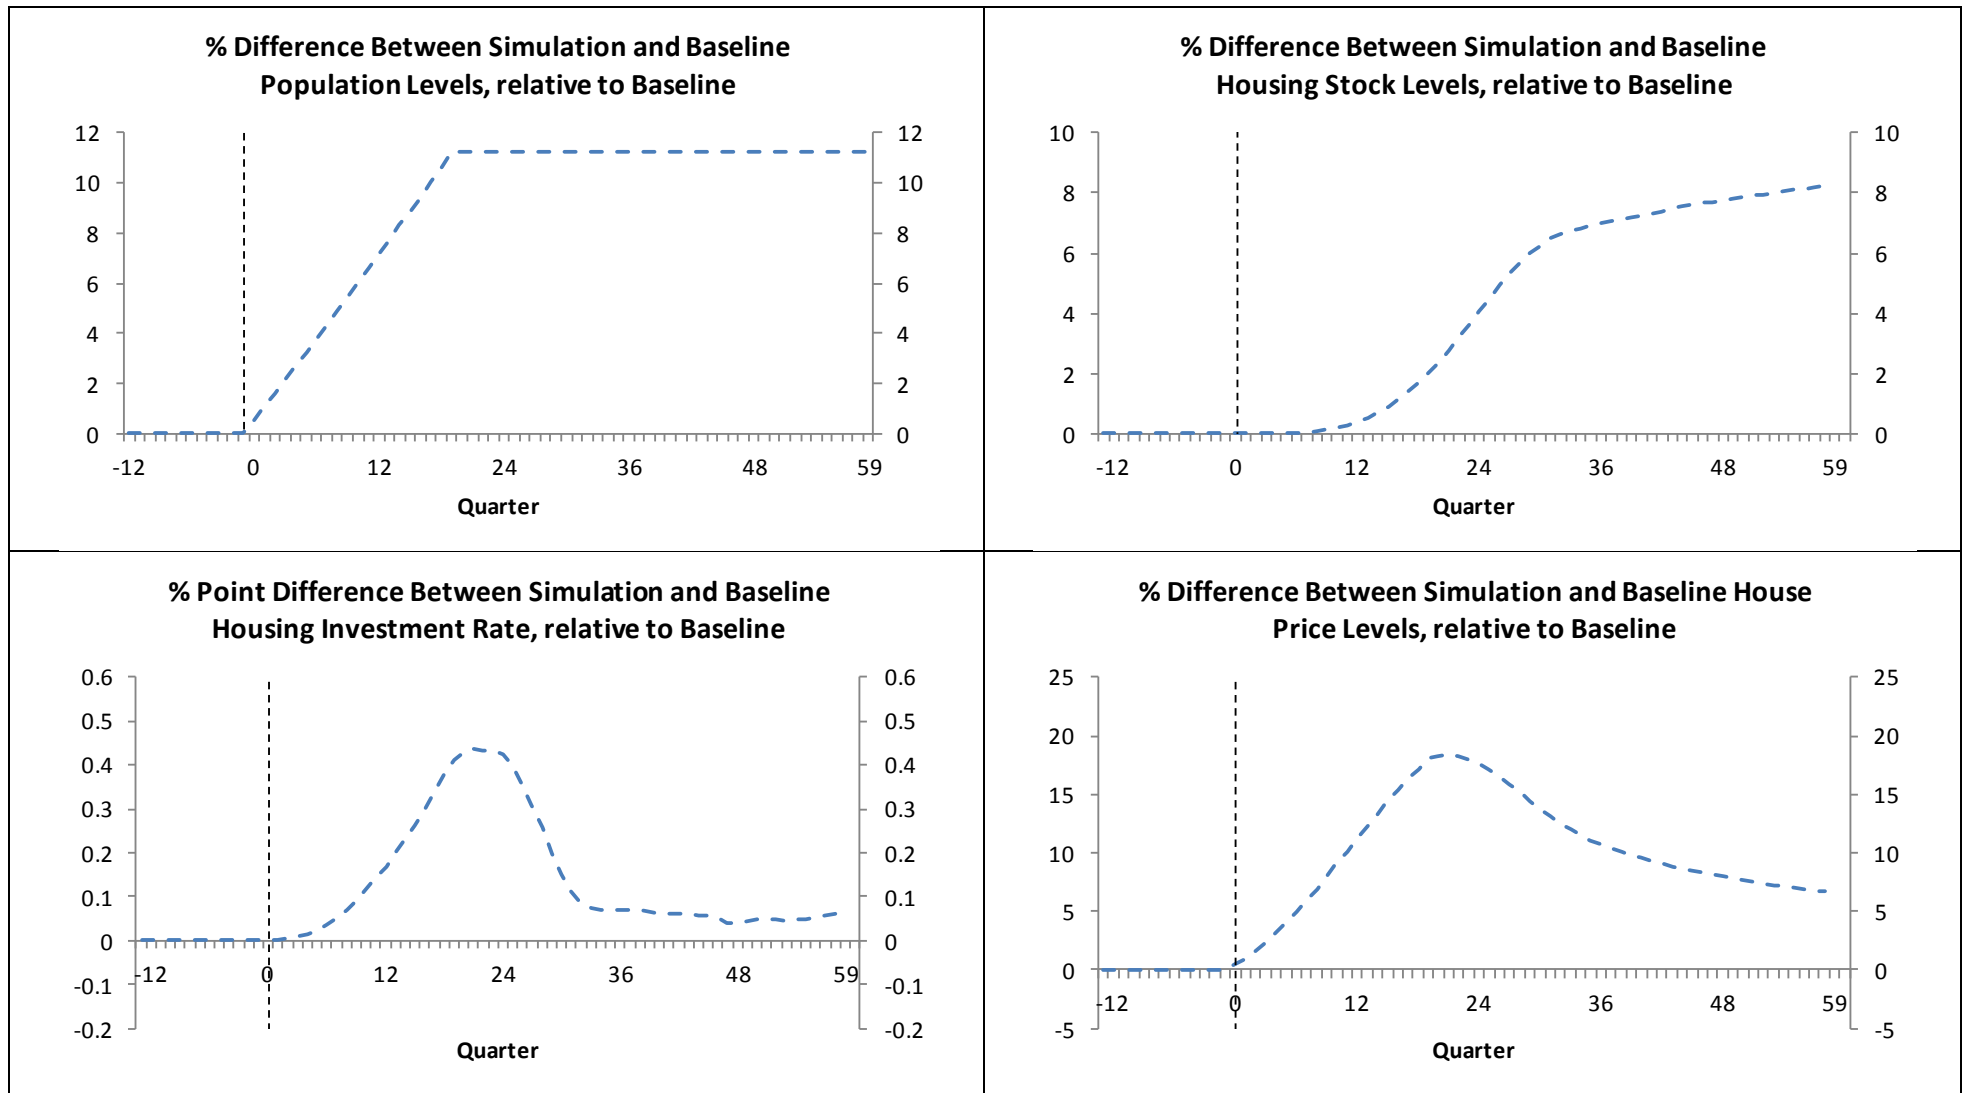 % Difference Between Simulation and Baseline
Population Levels, relative to Baseline
12 12
10 10
8 8
6 6
4 4
2 2
0 0
-12 0 12 24 36 48 59
Quarter
% Difference Between Simulation and Baseline
Housing Stock Levels, relative to Baseline
10 10
8 8
6 6
4 4
2 2
0 0
-12 0 12 24 36 48 59
Quarter
% Point Difference Between Simulation and Baseline
Housing Investment Rate, relative to Baseline
0.6 0.6
0.5 0.5
0.4 0.4
0.3 0.3
0.2 0.2
0.1 0.1
0 0
-12 0 12 24 36 48 59
-0.1 -0.1
-0.2 -0.2
Quarter
% Difference Between Simulation and Baseline House
Price Levels, relative to Baseline
25 25
20 20
15 15
10 10
5 5
0 0
-12 0 12 24 36 48 59
-5 -5
Quarter